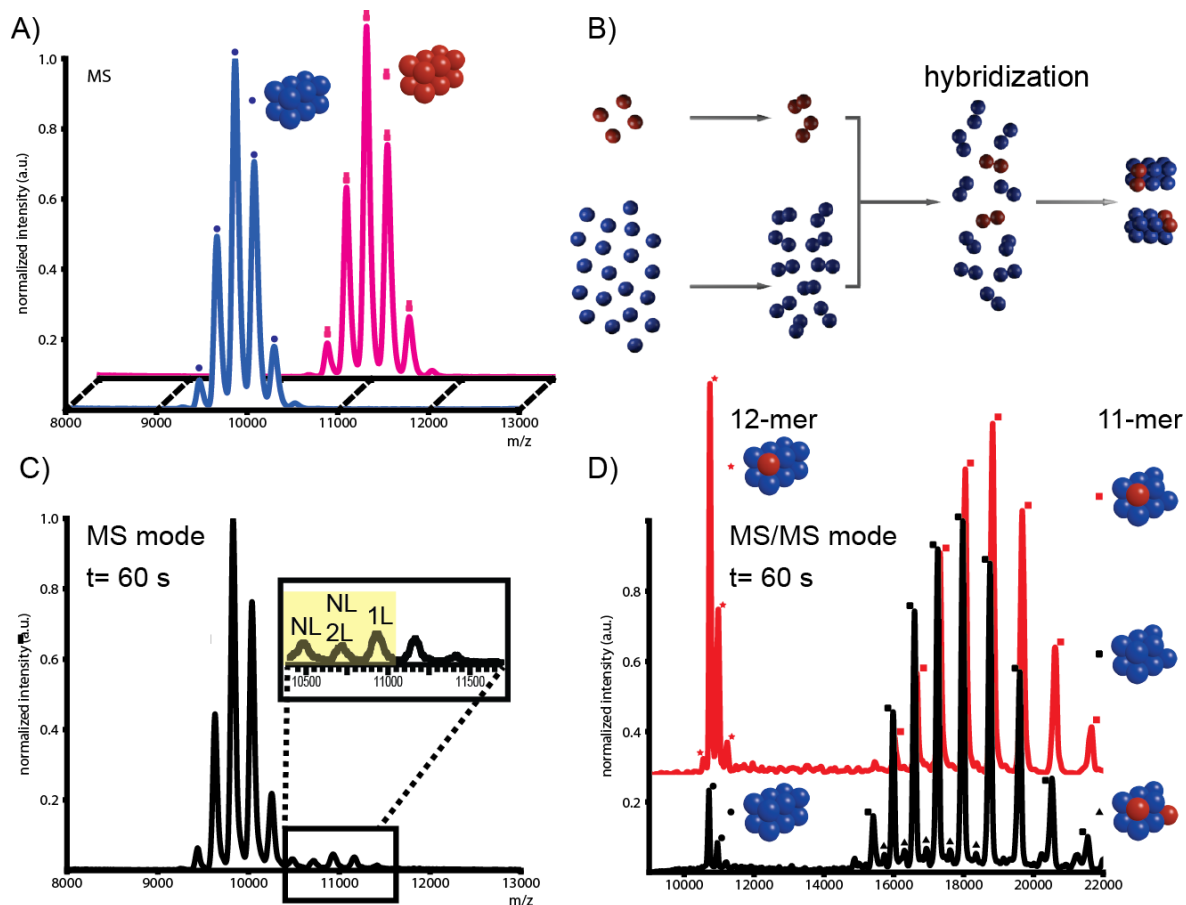 A)
MS
normalized intensity (a.u.)
1.0
0.8
0.6
0.4
0.2
8000 9000 10000 11000 12000 13000
m/z
B)
hybridization
C)
MS mode
t= 60 s
normalized intensity (a.u.)
1.0
0.8
0.6
0.4
0.2
NL
NL
2L
1L
10500 11000 11500
8000 9000 10000 11000 12000 13000
m/z
D)
12-mer
11-mer
MS/MS mode
t= 60 s
normalized intensity (a.u.)
1.0
0.8
0.6
0.4
0.2
10000 12000 14000 16000 18000 20000 22000